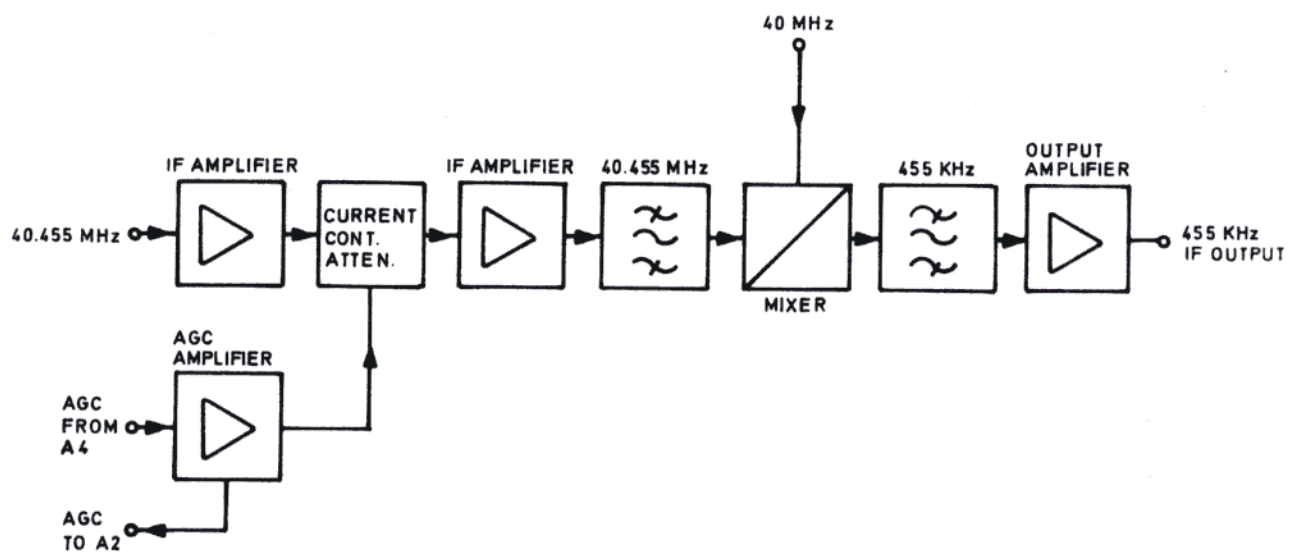 40 MHz
IF AMPLIFIER
IF AMPLIFIER
40.455 MHz
455 KHz
OUTPUT
AMPLIFIER
40.455 MHz
CURRENT
CONT.
ATTEN.
455 KHz
IF OUTPUT
MIXER
AGC
AMPLIFIER
AGC
FROM
A4
AGC
TO A2